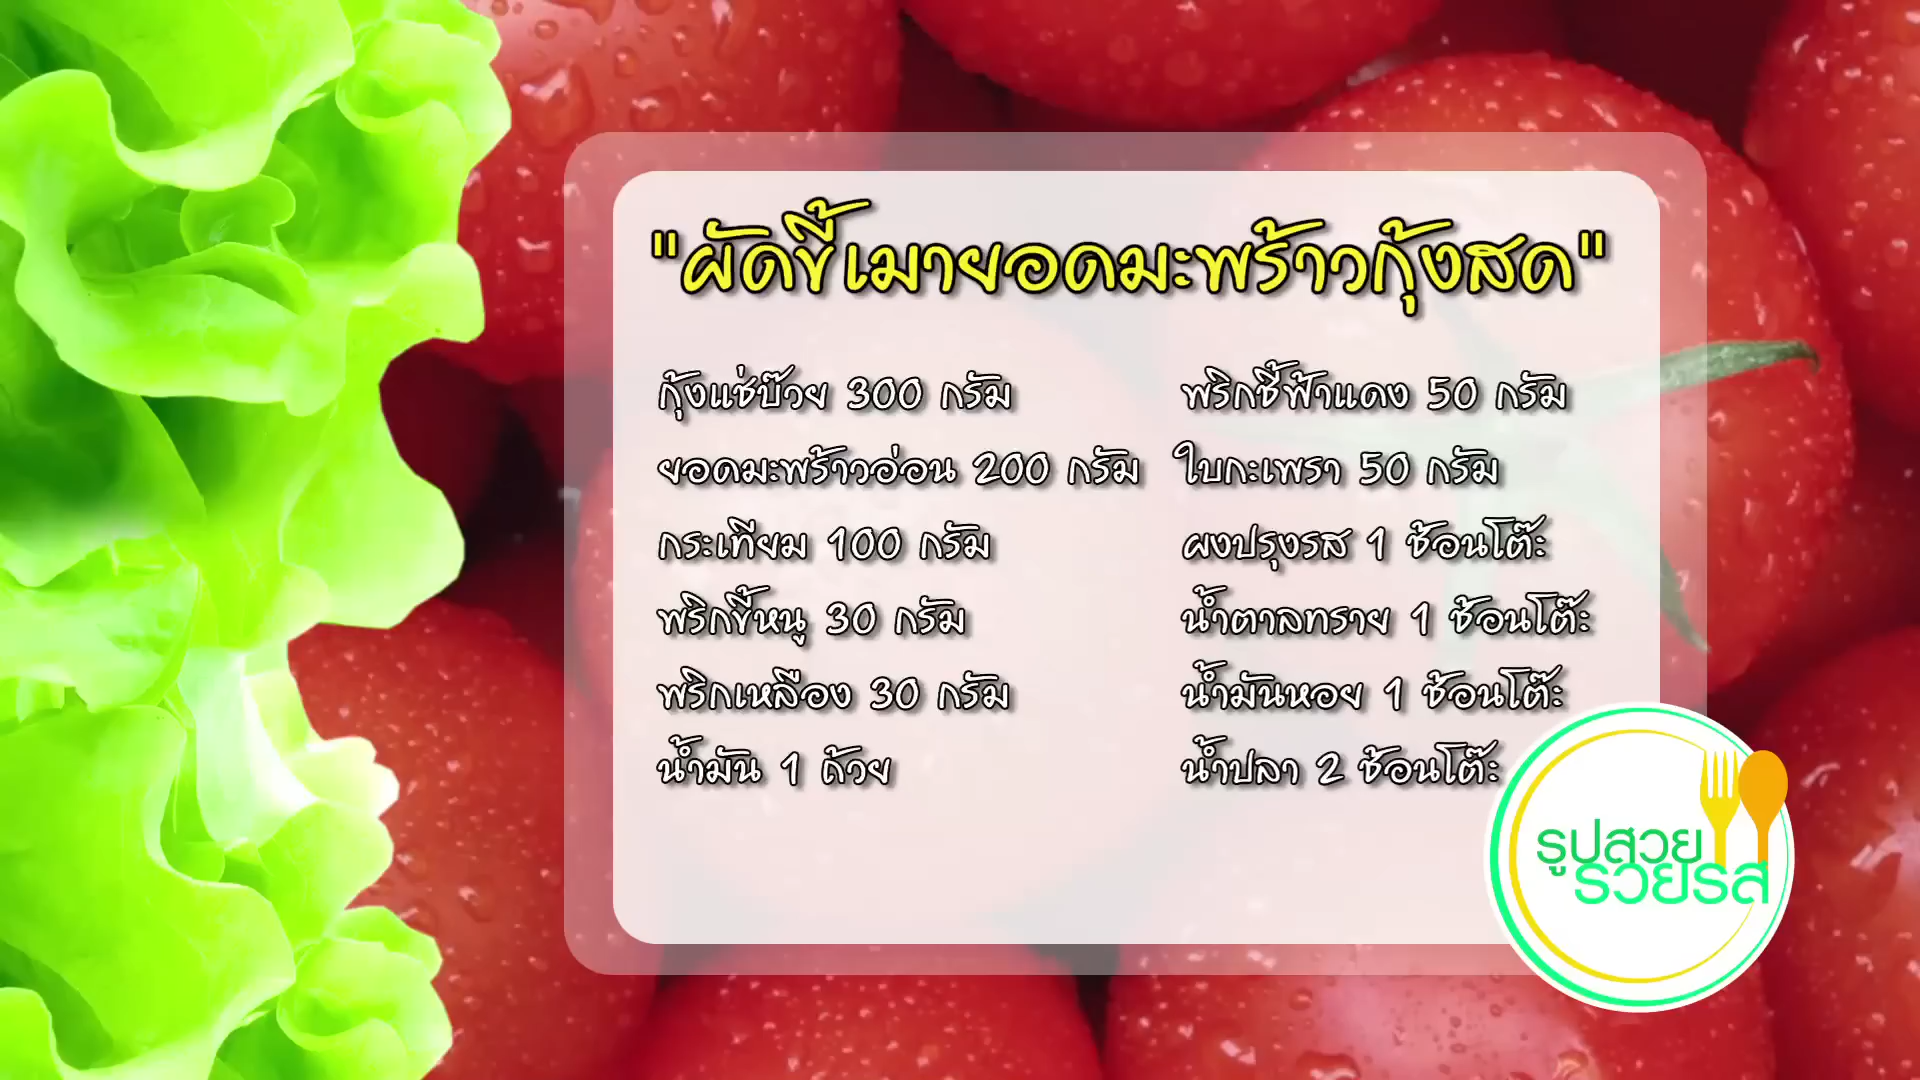 "ผัดขี้เมายอดมะพร้าวกุ้งสด"
กุ้งแช่บ๊วย 300 กรัม
ยอดมะพร้าวอ่อน 200 กรัม
กระเทียม 100 กรัม
พริกขี้หนู 30 กรัม
พริกเหลือง 30 กรัม
น้ำมัน 1 ถ้วย
พริกชี้ฟ้าแดง 50 กรัม
ใบกะเพรา 50 กรัม
ผงปรุงรส 1 ช้อนโต๊ะ
น้ำตาลทราย 1 ช้อนโต๊ะ
น้ำมันหอย 1 ช้อนโต๊ะ
น้ำปลา 2 ช้อนโต๊ะ
รูปสวย
รวยรส